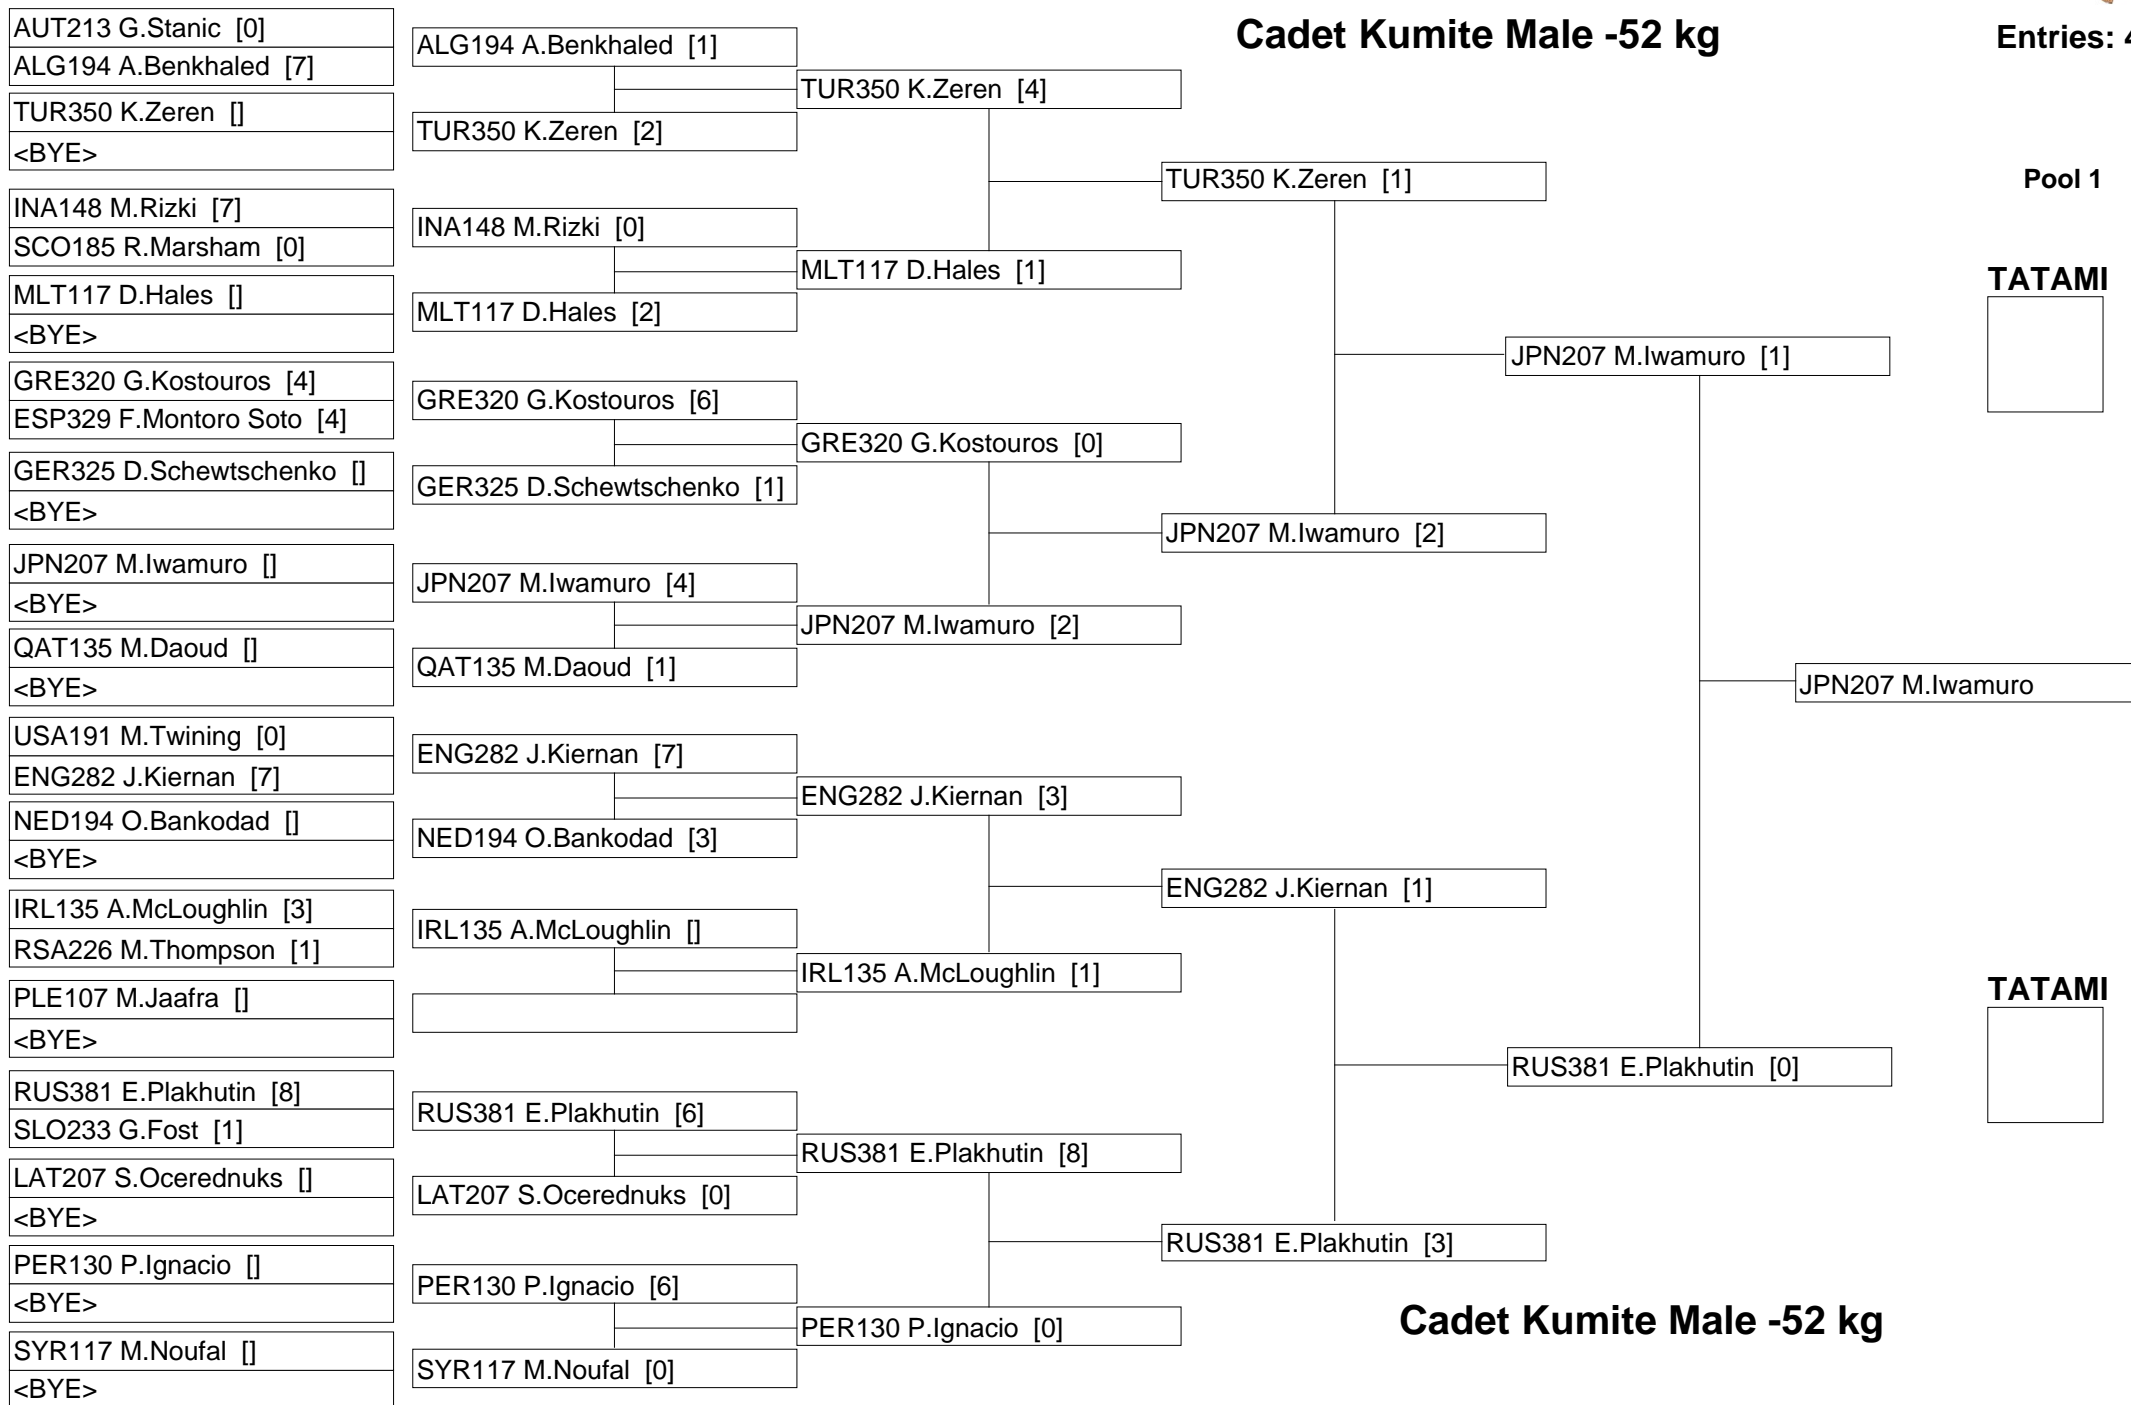 AUT213 G.Stanic [0]
ALG194 A.Benkhaled [7]
TUR350 K.Zeren []
<BYE>
INA148 M.Rizki [7]
SCO185 R.Marsham [0]
MLT117 D.Hales []
<BYE>
GRE320 G.Kostouros [4]
ESP329 F.Montoro Soto [4]
GER325 D.Schewtschenko []
<BYE>
JPN207 M.Iwamuro []
<BYE>
QAT135 M.Daoud []
<BYE>
USA191 M.Twining [0]
ENG282 J.Kiernan [7]
NED194 O.Bankodad []
<BYE>
IRL135 A.McLoughlin [3]
RSA226 M.Thompson [1]
PLE107 M.Jaafra []
<BYE>
RUS381 E.Plakhutin [8]
SLO233 G.Fost [1]
LAT207 S.Ocerednuks []
<BYE>
PER130 P.Ignacio []
<BYE>
SYR117 M.Noufal []
<BYE>
ALG194 A.Benkhaled [1]
TUR350 K.Zeren [2]
INA148 M.Rizki [0]
MLT117 D.Hales [2]
GRE320 G.Kostouros [6]
GER325 D.Schewtschenko [1]
JPN207 M.Iwamuro [4]
QAT135 M.Daoud [1]
ENG282 J.Kiernan [7]
NED194 O.Bankodad [3]
IRL135 A.McLoughlin []
RUS381 E.Plakhutin [6]
LAT207 S.Ocerednuks [0]
PER130 P.Ignacio [6]
SYR117 M.Noufal [0]
TUR350 K.Zeren [4]
MLT117 D.Hales [1]
GRE320 G.Kostouros [0]
JPN207 M.Iwamuro [2]
ENG282 J.Kiernan [3]
IRL135 A.McLoughlin [1]
RUS381 E.Plakhutin [8]
PER130 P.Ignacio [0]
Cadet Kumite Male -52 kg
TUR350 K.Zeren [1]
JPN207 M.Iwamuro [2]
ENG282 J.Kiernan [1]
RUS381 E.Plakhutin [3]
JPN207 M.Iwamuro [1]
RUS381 E.Plakhutin [0]
JPN207 M.Iwamuro
Cadet Kumite Male -52 kg
Entries:
Pool 1
TATAMI
TATAMI